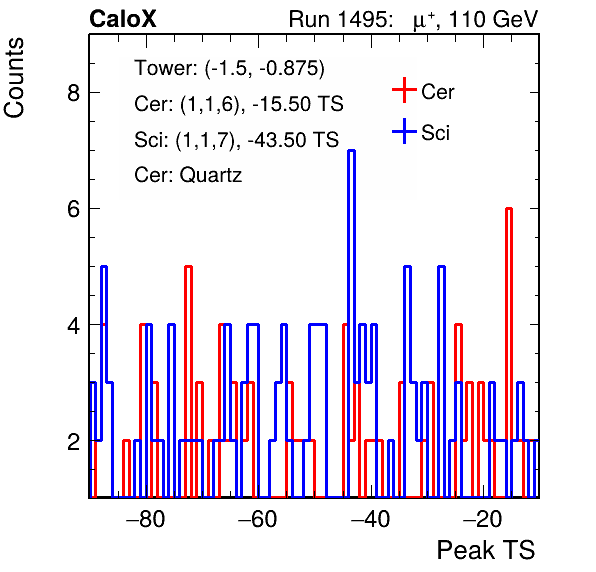 CaloX Run 1495: μ⁺, 110 GeV
Counts
Tower: (-1.5, -0.875)
Cer: (1,1,6), -15.50 TS
Sci: (1,1,7), -43.50 TS
Cer: Quartz
Cer
Sci
8
6
4
2
−80 −60 −40 −20
Peak TS